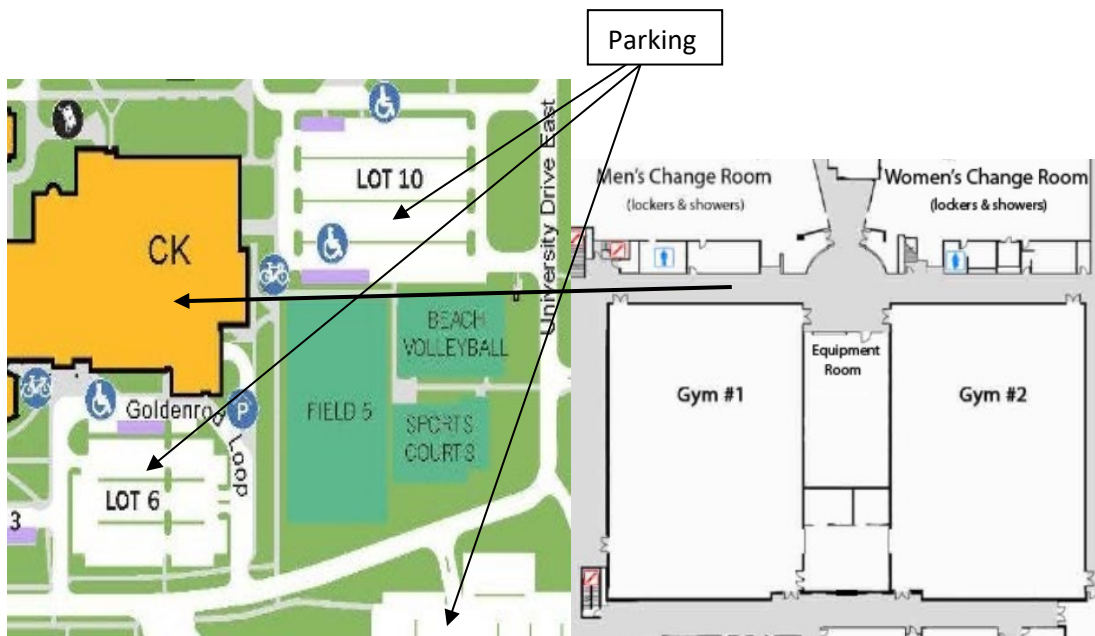 Parking
LOT 10
University Drive East
CK
BEACH
VOLLEYBALL
FIELD 5
SPORTS
COURTS
Goldenrod Loop
P
LOT 6
3
Men's Change Room
(lockers & showers)
Women's Change Room
(lockers & showers)
Equipment
Room
Gym #1
Gym #2